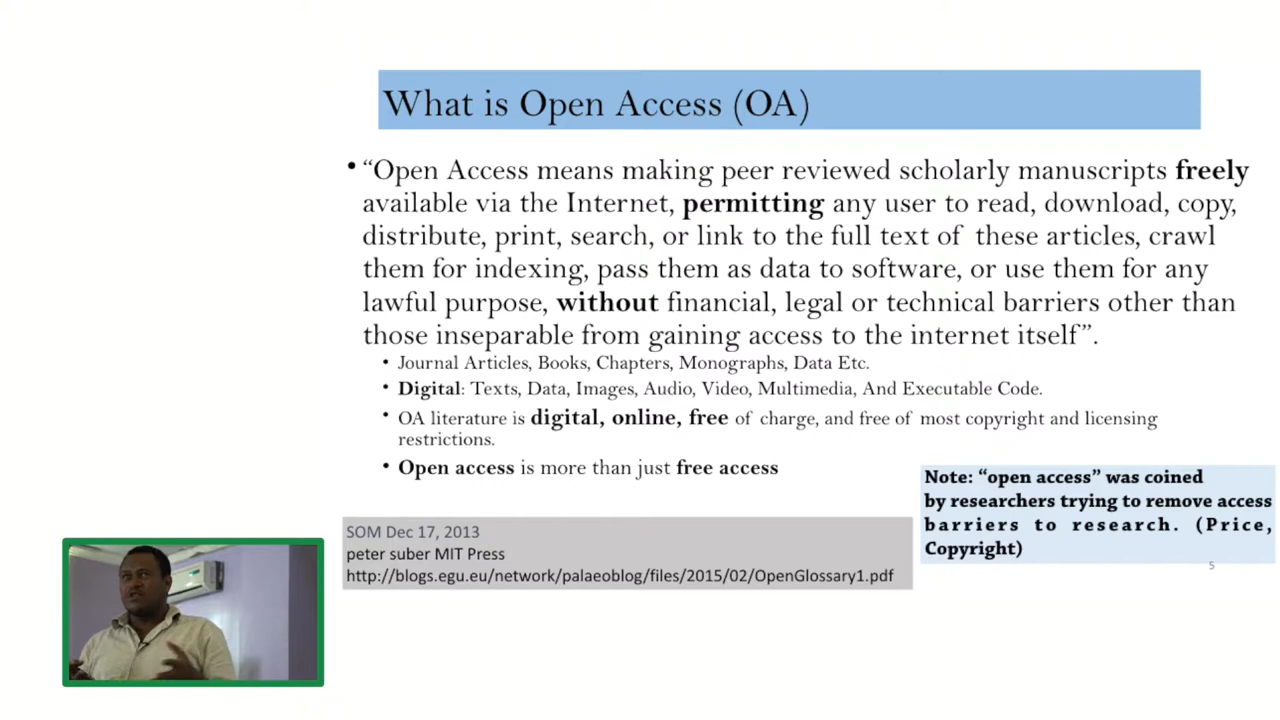 What is Open Access (OA)
• “Open Access means making peer reviewed scholarly manuscripts freely
available via the Internet, permitting any user to read, download, copy,
distribute, print, search, or link to the full text of these articles, crawl
them for indexing, pass them as data to software, or use them for any
lawful purpose, without financial, legal or technical barriers other than
those inseparable from gaining access to the internet itself”.
• Journal Articles, Books, Chapters, Monographs, Data Etc.
• Digital: Texts, Data, Images, Audio, Video, Multimedia, And Executable Code.
• OA literature is digital, online, free of charge, and free of most copyright and licensing
restrictions.
• Open access is more than just free access
Note: “open access” was coined
by researchers trying to remove access
barriers to research. (Price,
Copyright)
SOM Dec 17, 2013
peter suber MIT Press
http://blogs.egu.eu/network/palaeoblog/files/2015/02/OpenGlossary1.pdf
5